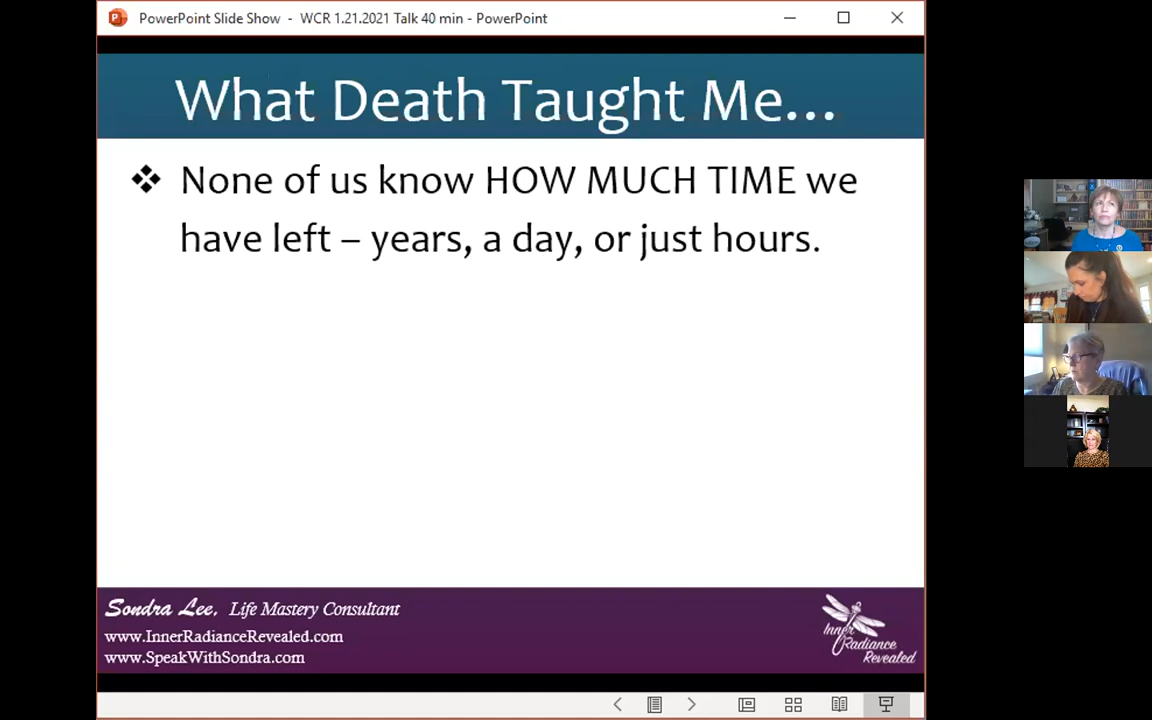 PowerPoint Slide Show - WCR 1.21.2021 Talk 40 min - PowerPoint
What Death Taught Me...
None of us know HOW MUCH TIME we
have left – years, a day, or just hours.
Sondra Lee, Life Mastery Consultant
www.InnerRadianceRevealed.com
www.SpeakWithSondra.com
Inner
Radiance
Revealed